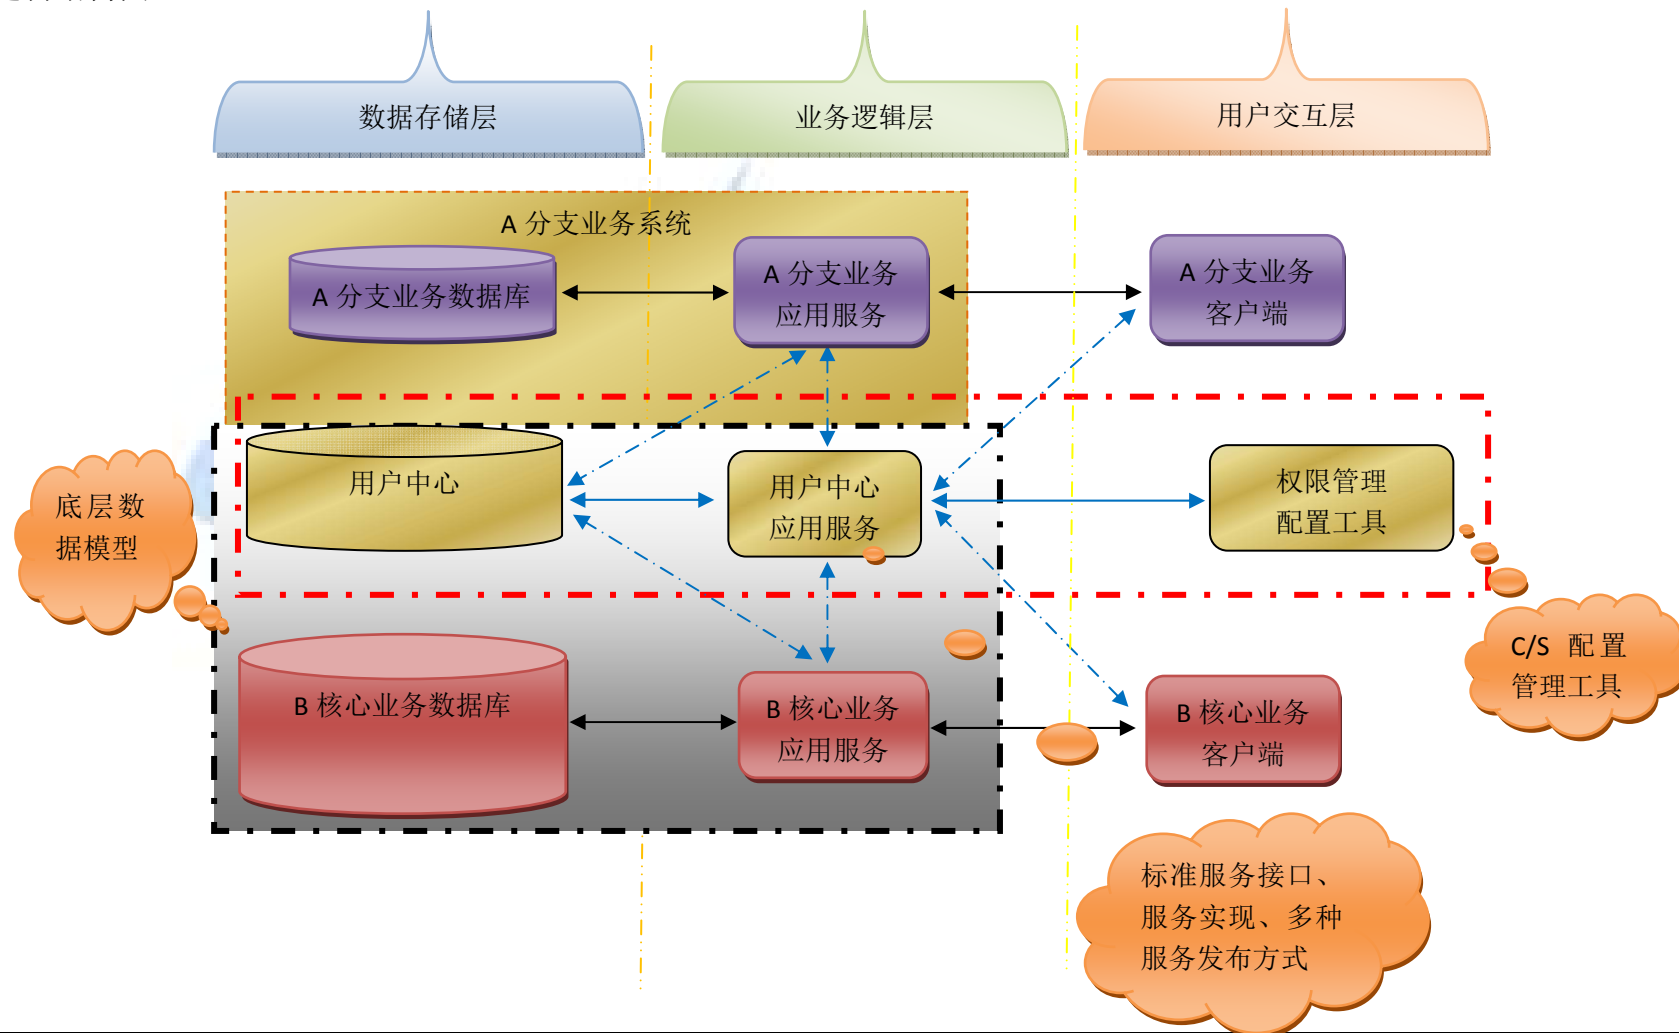 数据存储层
业务逻辑层
用户交互层
A 分支业务系统
A 分支业务数据库
A 分支业务
应用服务
A 分支业务
客户端
用户中心
用户中心
应用服务
权限管理
配置工具
底层数
据模型
B 核心业务数据库
B 核心业务
应用服务
B 核心业务
客户端
C/S 配置
管理工具
标准服务接口、
服务实现、多种
服务发布方式